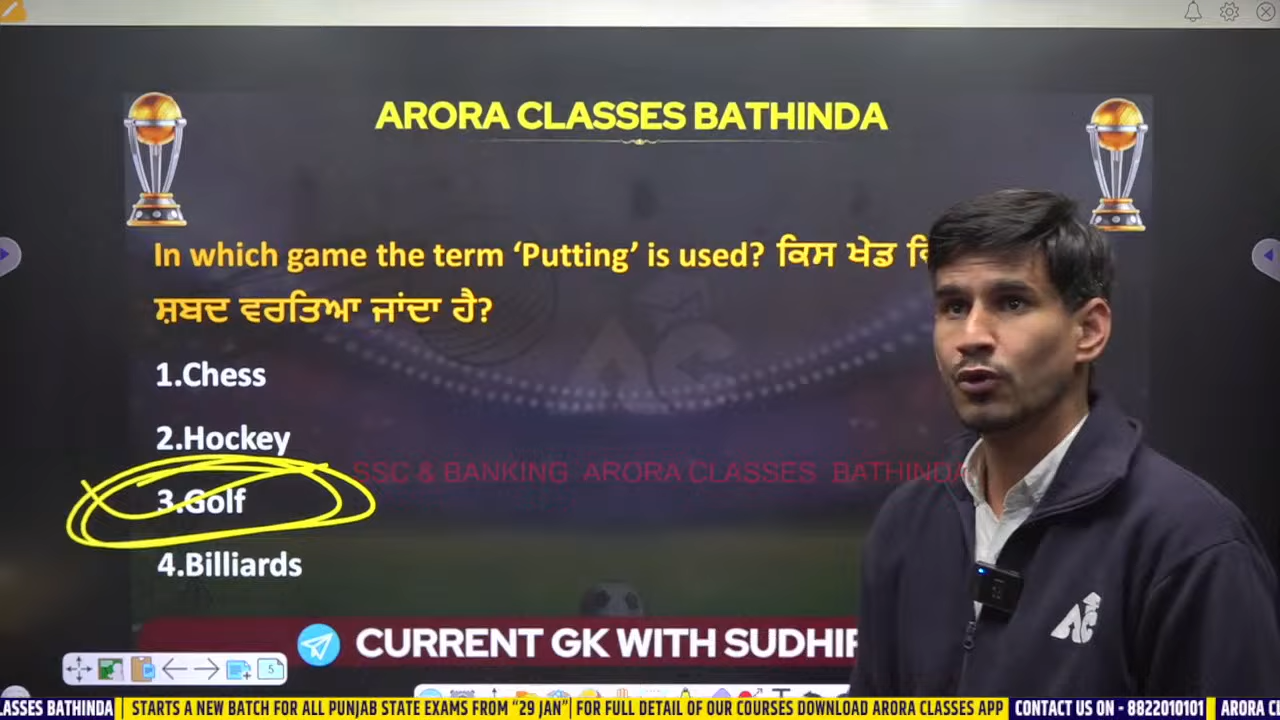 ARORA CLASSES BATHINDA
In which game the term ‘Putting’ is used? ਕਿਸ ਖੇਡ
ਸ਼ਬਦ ਵਰਤਿਆ ਜਾਂਦਾ ਹੈ?
1.Chess
2.Hockey
SSC & BANKING ARORA CLASSES BATHINDA
3.Golf
4.Billiards
CURRENT GK WITH SUDHIR
5
LASSES BATHINDA STARTS A NEW BATCH FOR ALL PUNJAB STATE EXAMS FROM “29 JAN”| FOR FULL DETAIL OF OUR COURSES DOWNLOAD ARORA CLASSES APP CONTACT US ON - 8822010101 ARORA C